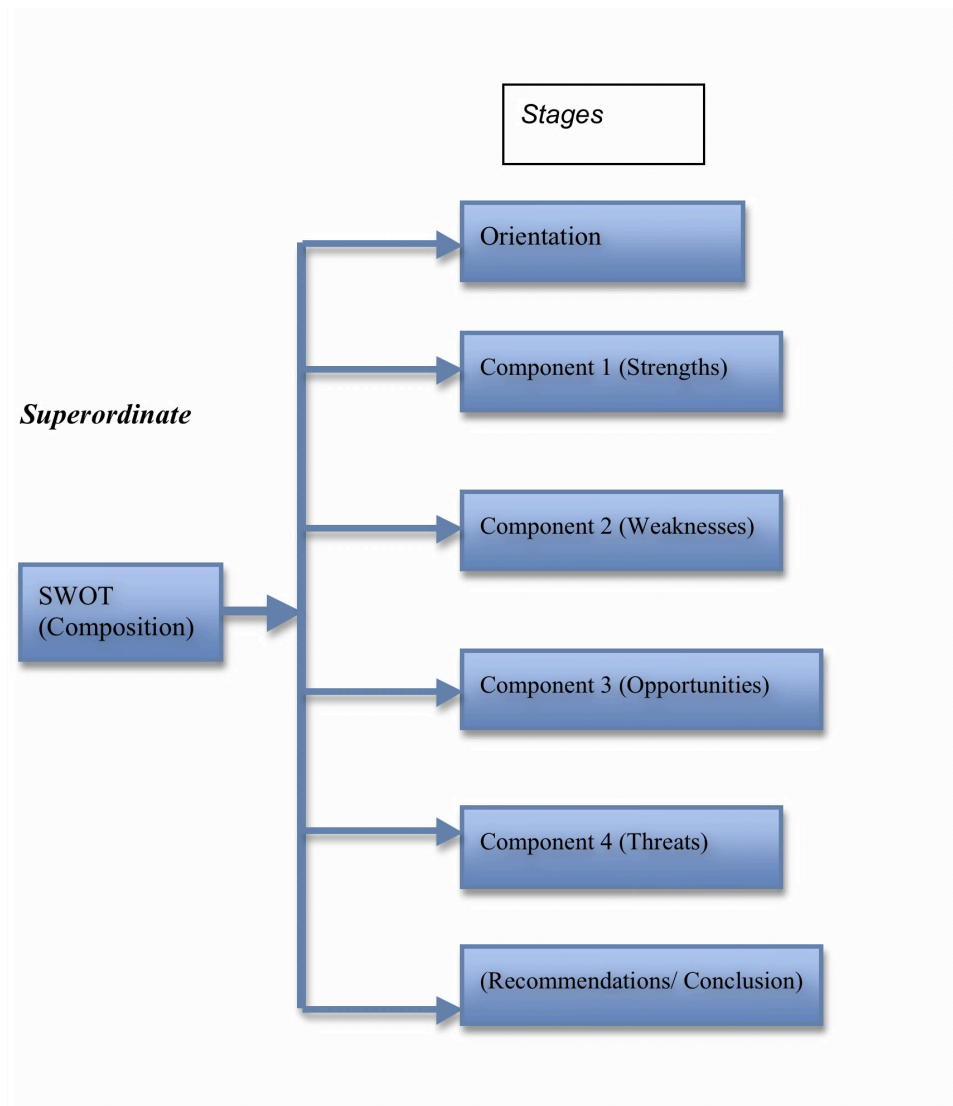 Stages
Orientation
Component 1 (Strengths)
Superordinate
Component 2 (Weaknesses)
SWOT
(Composition)
Component 3 (Opportunities)
Component 4 (Threats)
(Recommendations/ Conclusion)